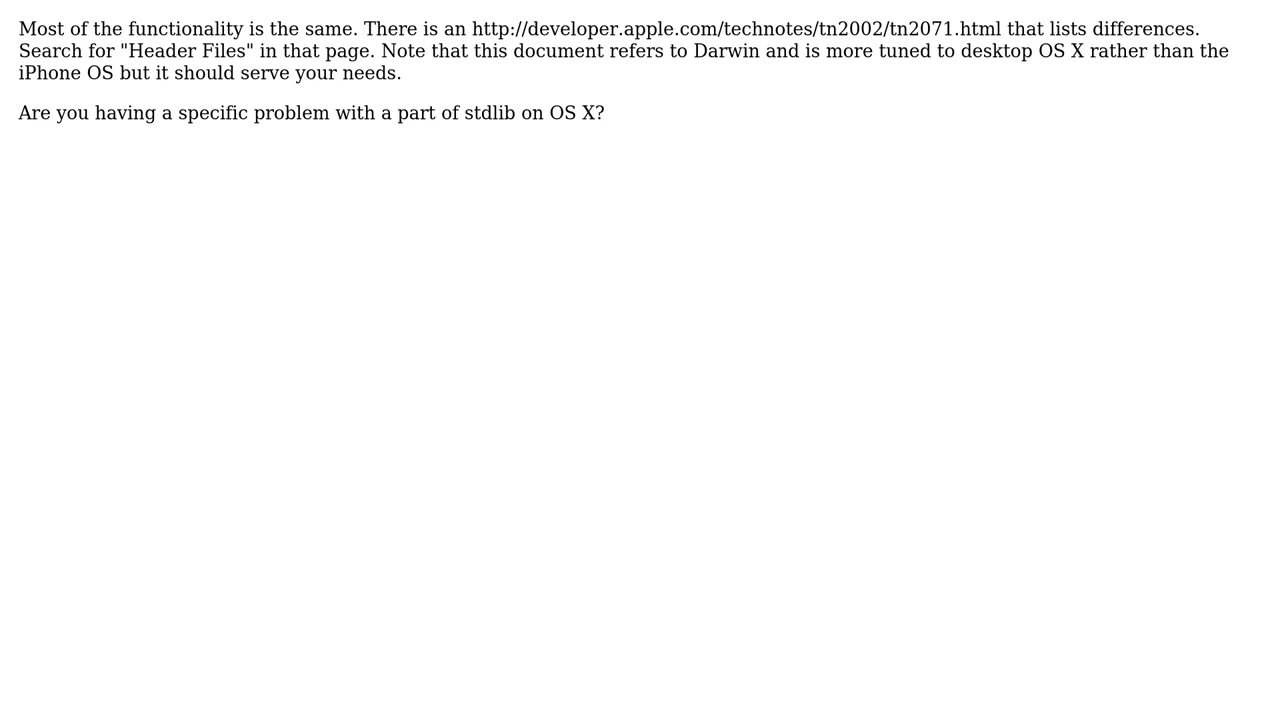 Most of the functionality is the same. There is an http://developer.apple.com/technotes/tn2002/tn2071.html that lists differences.
Search for "Header Files" in that page. Note that this document refers to Darwin and is more tuned to desktop OS X rather than the
iPhone OS but it should serve your needs.
Are you having a specific problem with a part of stdlib on OS X?